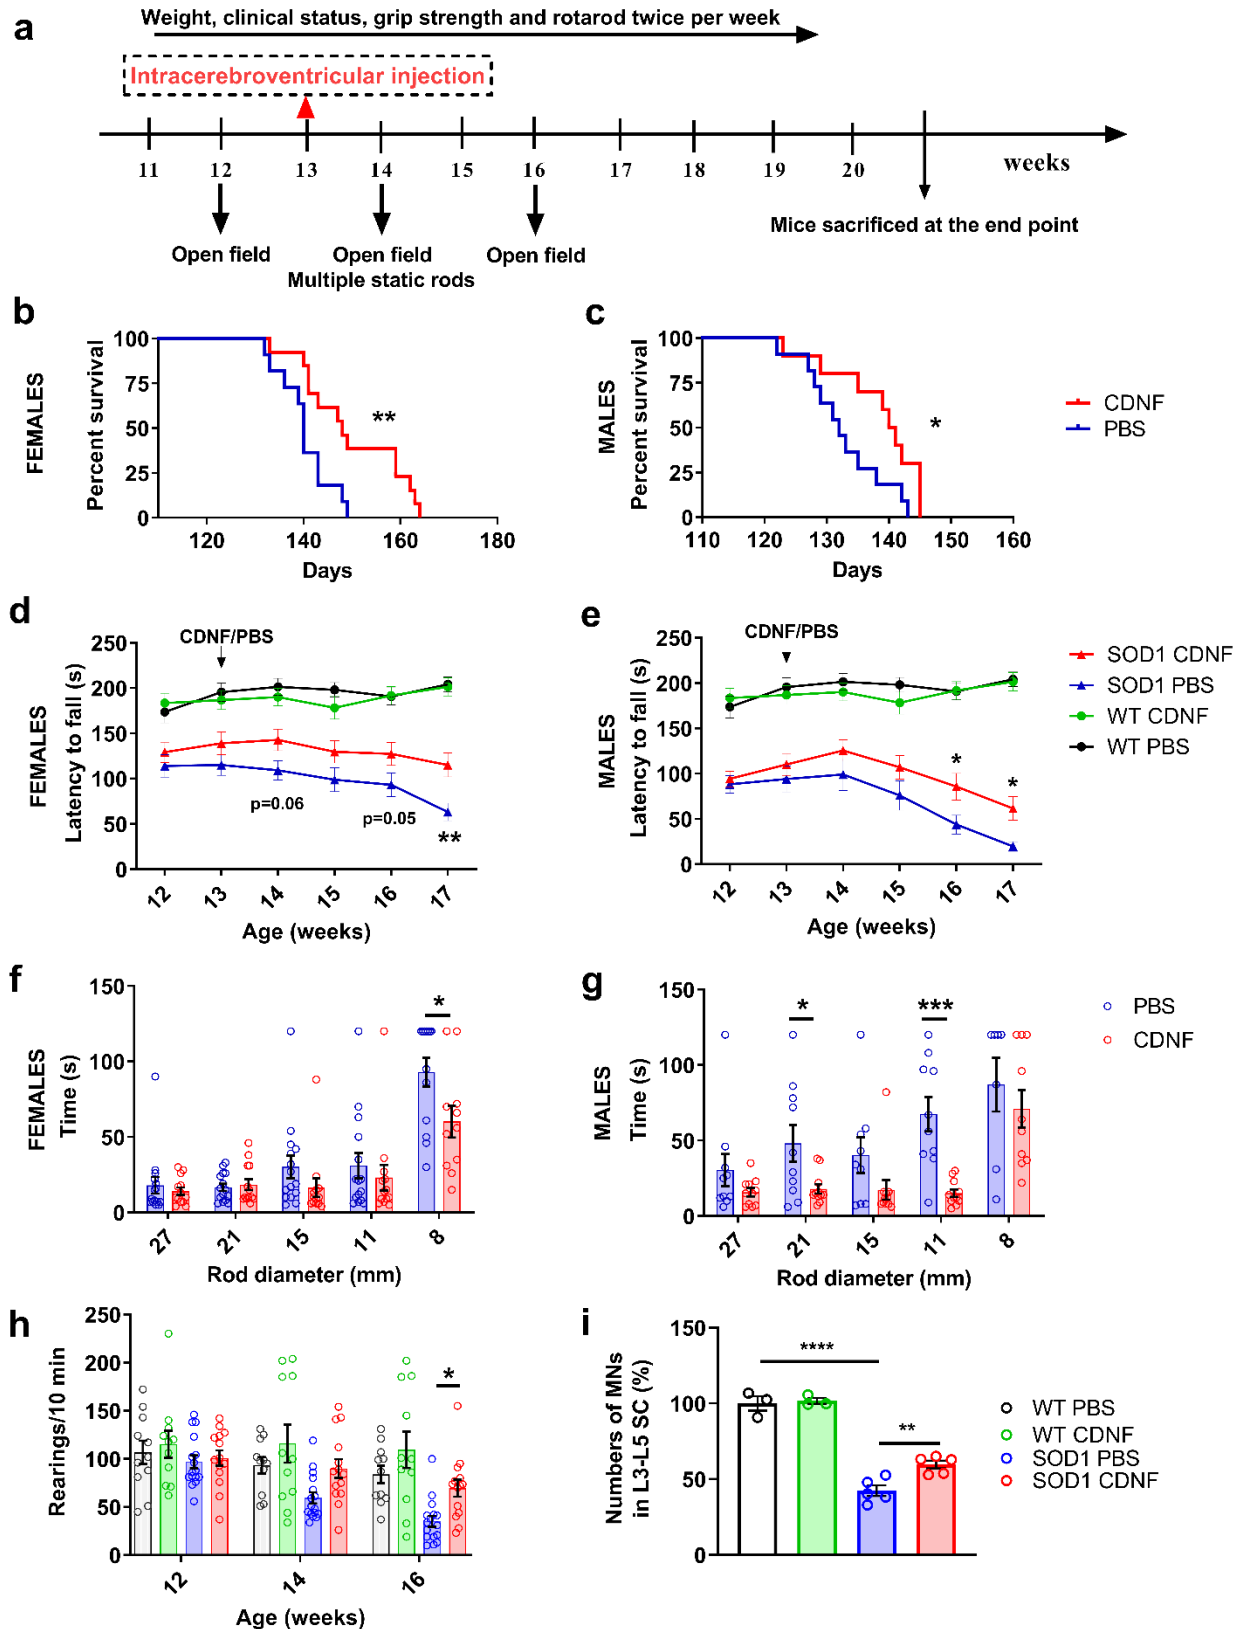 a
Weight, clinical status, grip strength and rotarod twice per week
Intracerebroventricular injection
11 12 13 14 15 16 17 18 19 20 weeks
Open field
Open field
Multiple static rods
Open field
Mice sacrificed at the end point
b
FEMALES
Percent survival
100
75
50
25
0
120 140 160 180
Days
c
MALES
Percent survival
100
75
50
25
0
110 120 130 140 150 160
Days
**
*
CDNF
PBS
d
FEMALES
Latency to fall (s)
250
200
150
100
50
0
CDNF/PBS
p=0.06
p=0.05
**
12 13 14 15 16 17
Age (weeks)
e
MALES
Latency to fall (s)
250
200
150
100
50
0
CDNF/PBS
*
*
12 13 14 15 16 17
Age (weeks)
SOD1 CDNF
SOD1 PBS
WT CDNF
WT PBS
f
FEMALES
Time (s)
150
100
50
0
*
27 21 15 11 8
Rod diameter (mm)
g
MALES
Time (s)
150
100
50
0
*
***
27 21 15 11 8
Rod diameter (mm)
PBS
CDNF
h
Rearings/10 min
250
200
150
100
50
0
*
12 14 16
Age (weeks)
i
Numbers of MNs
in L3-L5 SC (%)
150
100
50
0
****
**
WT PBS
WT CDNF
SOD1 PBS
SOD1 CDNF